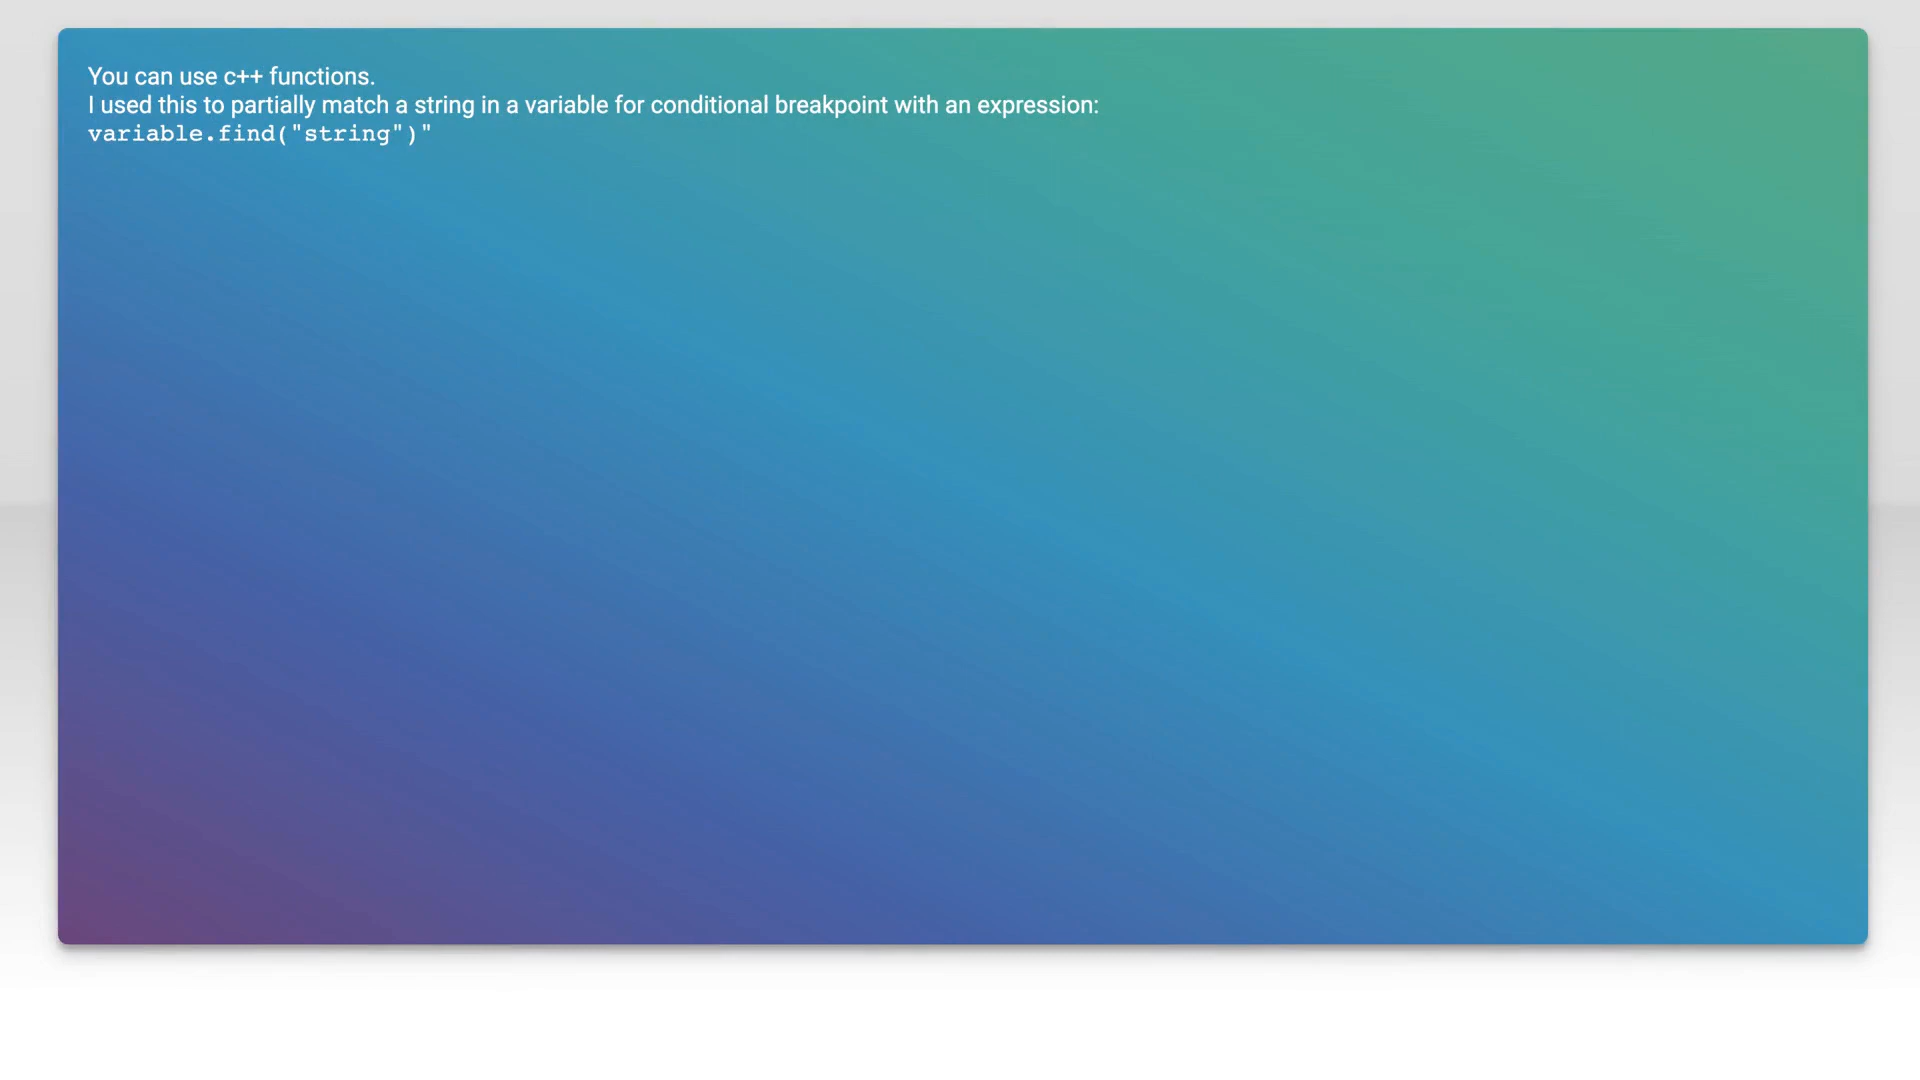 You can use c++ functions.
I used this to partially match a string in a variable for conditional breakpoint with an expression:
variable.find("string")"